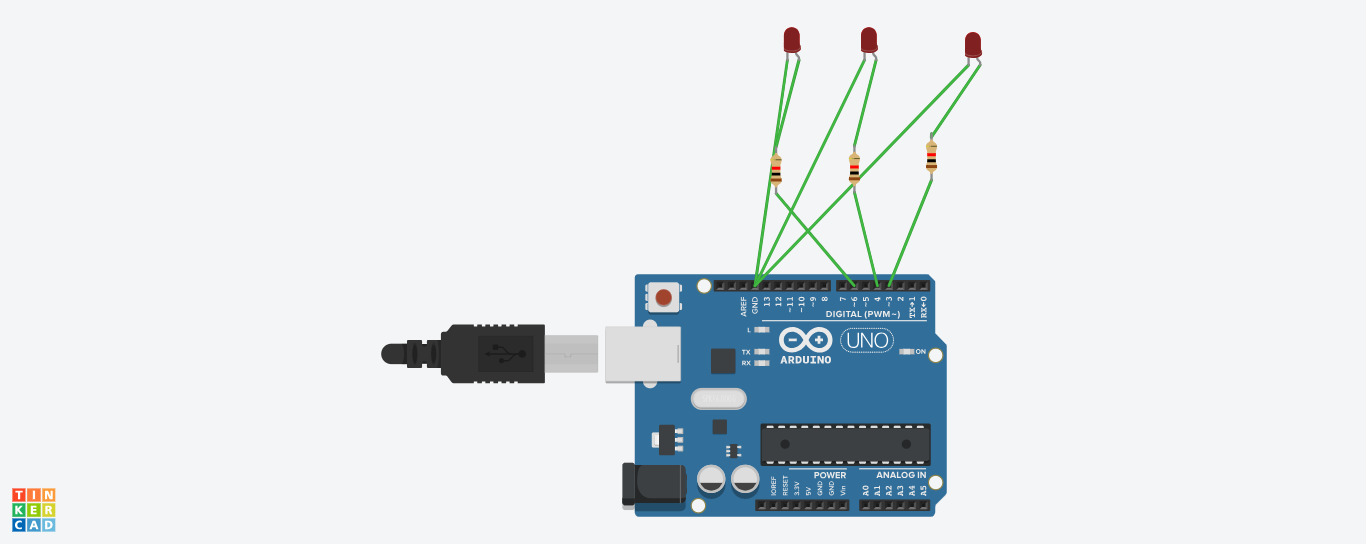 AREF
GND
13
12
~11
~10
~9
8
7
~6
~5
4
~3
2
TX→1
RX←0
DIGITAL (PWM~)
L
TX
RX
ARDUINO
UNO
ON
POWER
ANALOG IN
IOREF
RESET
3.3V
5V
GND
GND
Vin
A0
A1
A2
A3
A4
A5
TIN
KER
CAD